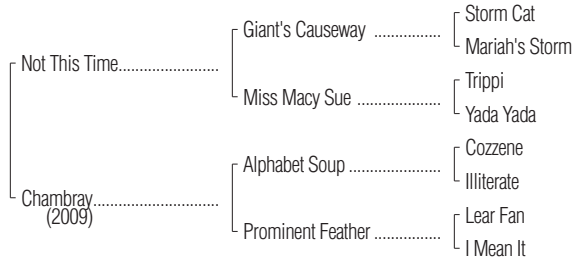 Storm Cat
Giant's Causeway ..................
Mariah's Storm
Not This Time.......................
Trippi
Miss Macy Sue ...................
Yada Yada
Cozzene
Alphabet Soup .....................
Illiterate
Chambray.............................
(2009)
Lear Fan
Prominent Feather ...............
I Mean It